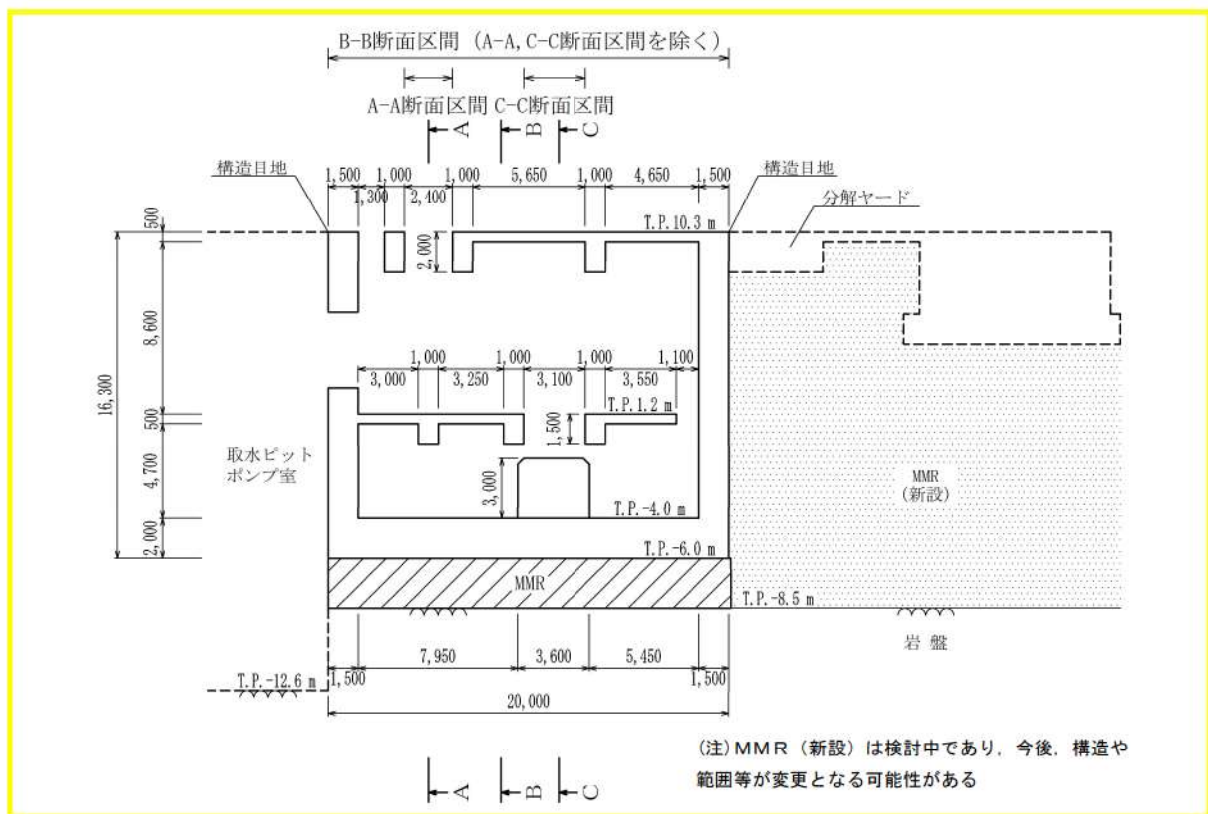 B-B断面区間（A-A,C-C断面区間を除く）
A-A断面区間 C-C断面区間
A B C
構造目地
構造目地
分解ヤード
1,500 1,000 1,000 5,650 1,000 4,650 1,500
1,300 2,400
T.P.10.3 m
500
2,000
8,600
16,300
1,000 1,000 1,000 1,100
3,000 3,250 3,100 3,550
T.P.1.2 m
500
1,500
取水ピット
ポンプ室
4,700
3,000
MMR
(新設)
T.P.-4.0 m
2,000
T.P.-6.0 m
MMR
T.P.-8.5 m
岩盤
7,950 3,600 5,450
T.P.-12.6 m
1,500 1,500
20,000
(注)ＭＭＲ（新設）は検討中であり，今後，構造や
範囲等が変更となる可能性がある
A B C